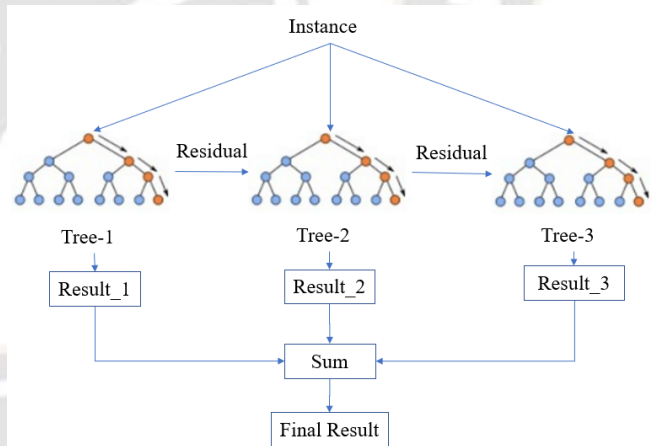 Instance
Residual
Residual
Tree-1
Tree-2
Tree-3
Result_1
Result_2
Result_3
Sum
Final Result